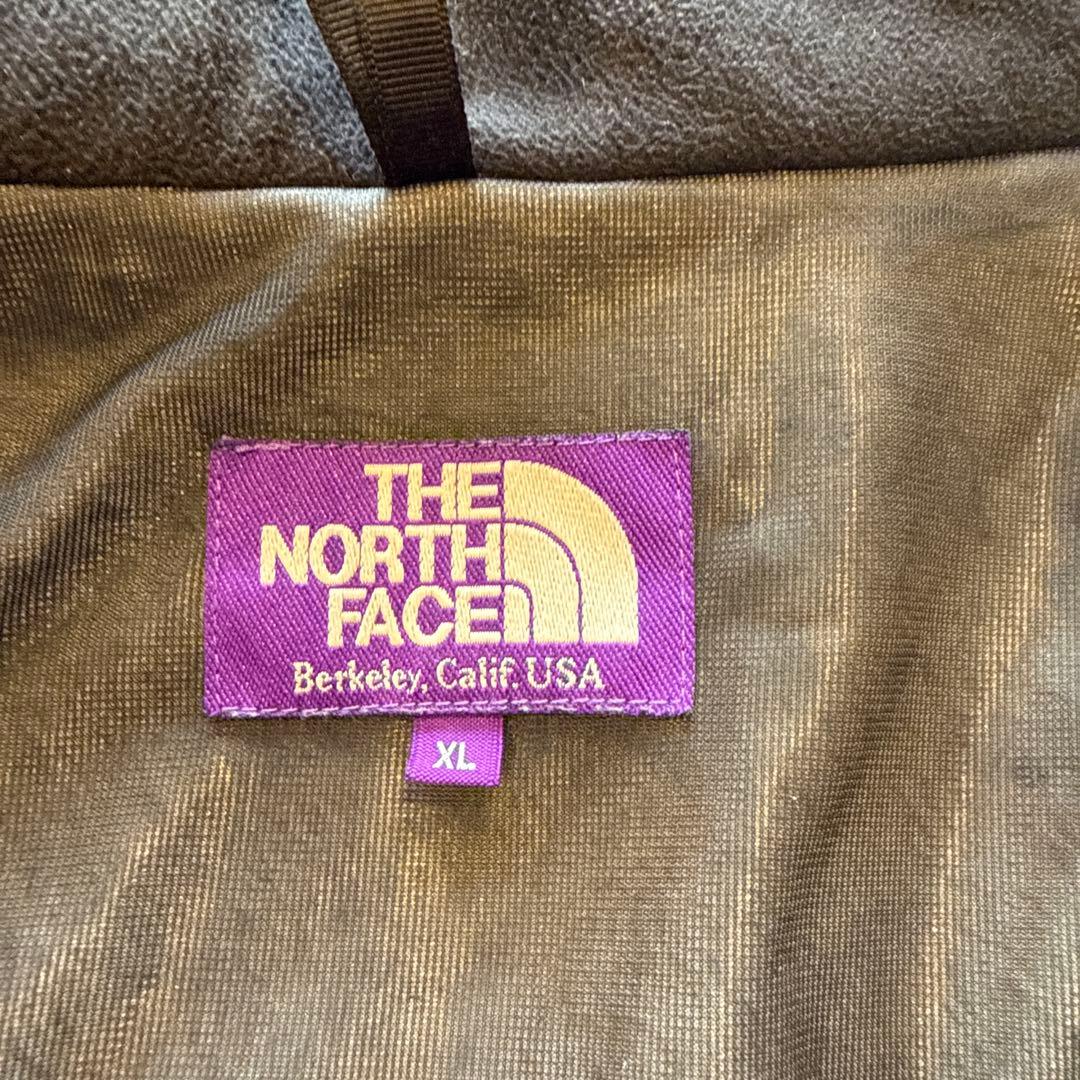 THE
NORTH
FACE
Berkeley, Calif. USA
XL